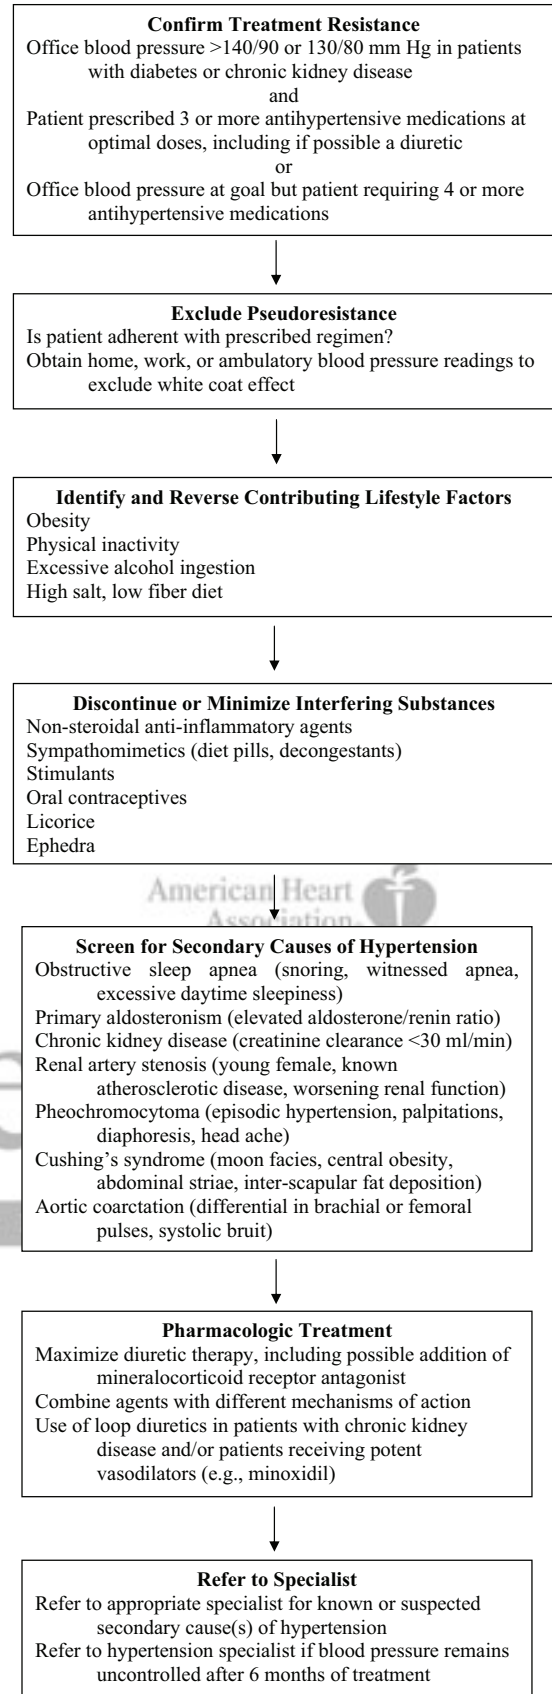 Confirm Treatment Resistance
Office blood pressure >140/90 or 130/80 mm Hg in patients
with diabetes or chronic kidney disease
and
Patient prescribed 3 or more antihypertensive medications at
optimal doses, including if possible a diuretic
or
Office blood pressure at goal but patient requiring 4 or more
antihypertensive medications
Exclude Pseudoresistance
Is patient adherent with prescribed regimen?
Obtain home, work, or ambulatory blood pressure readings to
exclude white coat effect
Identify and Reverse Contributing Lifestyle Factors
Obesity
Physical inactivity
Excessive alcohol ingestion
High salt, low fiber diet
Discontinue or Minimize Interfering Substances
Non-steroidal anti-inflammatory agents
Sympathomimetics (diet pills, decongestants)
Stimulants
Oral contraceptives
Licorice
Ephedra
American Heart
Association
Screen for Secondary Causes of Hypertension
Obstructive sleep apnea (snoring, witnessed apnea,
excessive daytime sleepiness)
Primary aldosteronism (elevated aldosterone/renin ratio)
Chronic kidney disease (creatinine clearance <30 ml/min)
Renal artery stenosis (young female, known
atherosclerotic disease, worsening renal function)
Pheochromocytoma (episodic hypertension, palpitations,
diaphoresis, head ache)
Cushing's syndrome (moon facies, central obesity,
abdominal striae, inter-scapular fat deposition)
Aortic coarctation (differential in brachial or femoral
pulses, systolic bruit)
Pharmacologic Treatment
Maximize diuretic therapy, including possible addition of
mineralocorticoid receptor antagonist
Combine agents with different mechanisms of action
Use of loop diuretics in patients with chronic kidney
disease and/or patients receiving potent
vasodilators (e.g., minoxidil)
Refer to Specialist
Refer to appropriate specialist for known or suspected
secondary cause(s) of hypertension
Refer to hypertension specialist if blood pressure remains
uncontrolled after 6 months of treatment